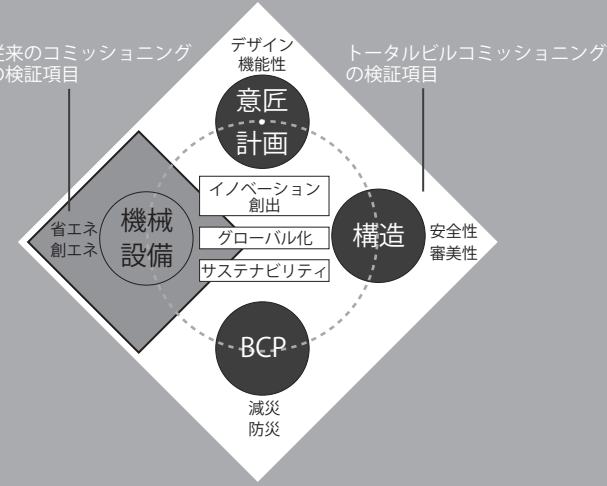 従来のコミッショニング
の検証項目
トータルビルコミッショニング
の検証項目
デザイン
機能性
意匠
計画
イノベーション
創出
グローバル化
サステナビリティ
省エネ
創エネ
機械
設備
構造
安全性
審美性
BCP
減災
防災